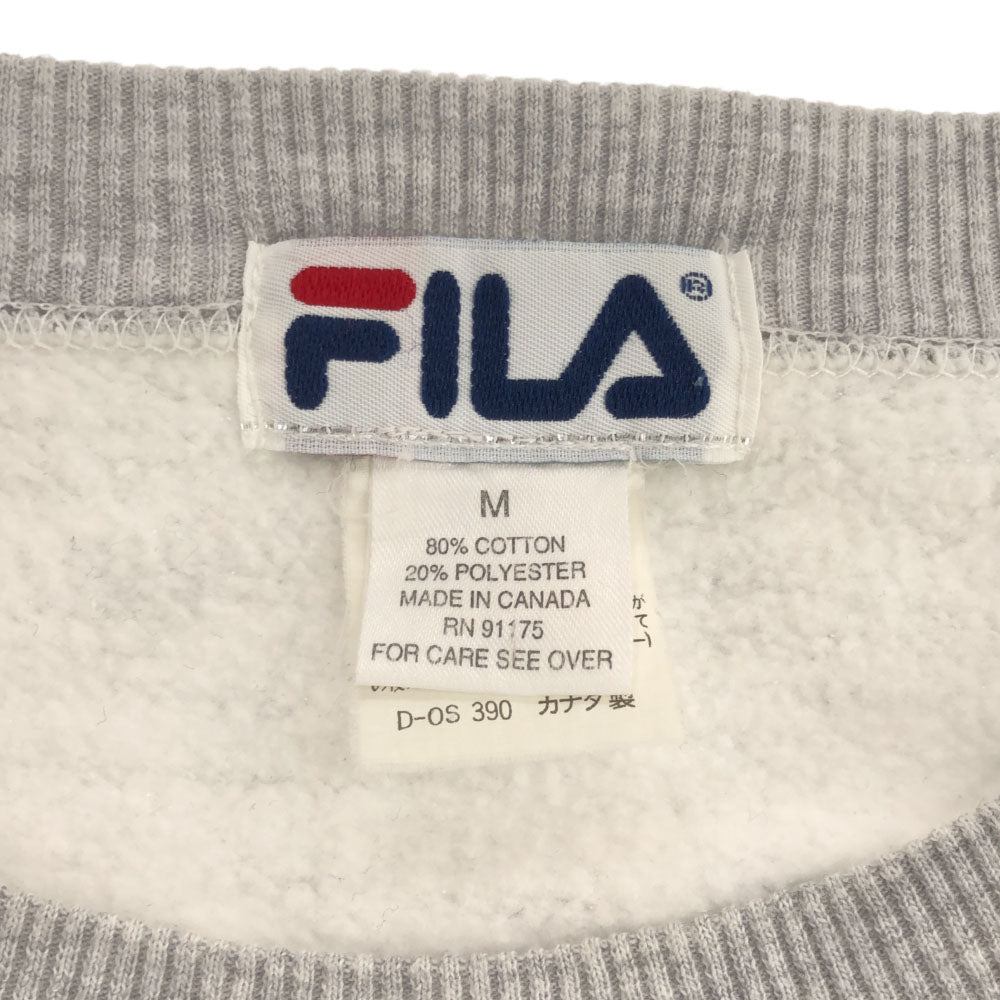 FILA®
M
80% COTTON
20% POLYESTER
MADE IN CANADA
RN 91175
FOR CARE SEE OVER
D-OS 390 カナダ製